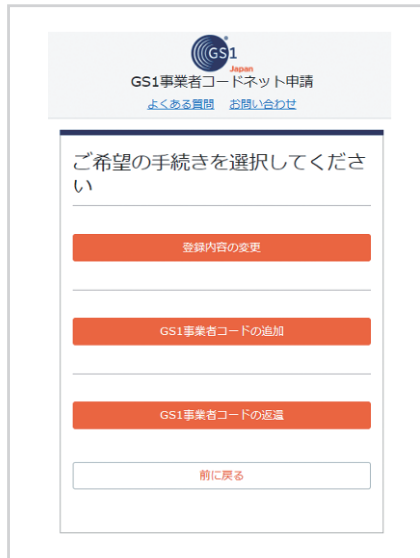 GS1
Japan
GS1事業者コードネット申請
よくある質問 お問い合わせ
ご希望の手続きを選択してくださ
い
登録内容の変更
GS1事業者コードの追加
GS1事業者コードの返還
前に戻る